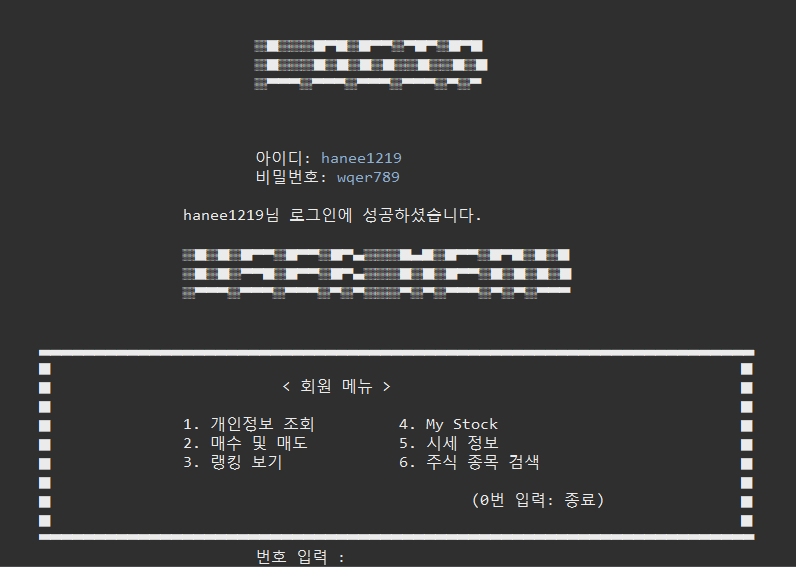 LOGIN
아이디: hanee1219
비밀번호: wqer789
hanee1219님 로그인에 성공하셨습니다.
USER MENU
< 회원 메뉴 >
1. 개인정보 조회 4. My Stock
2. 매수 및 매도 5. 시세 정보
3. 랭킹 보기 6. 주식 종목 검색
(0번 입력: 종료)
번호 입력 :